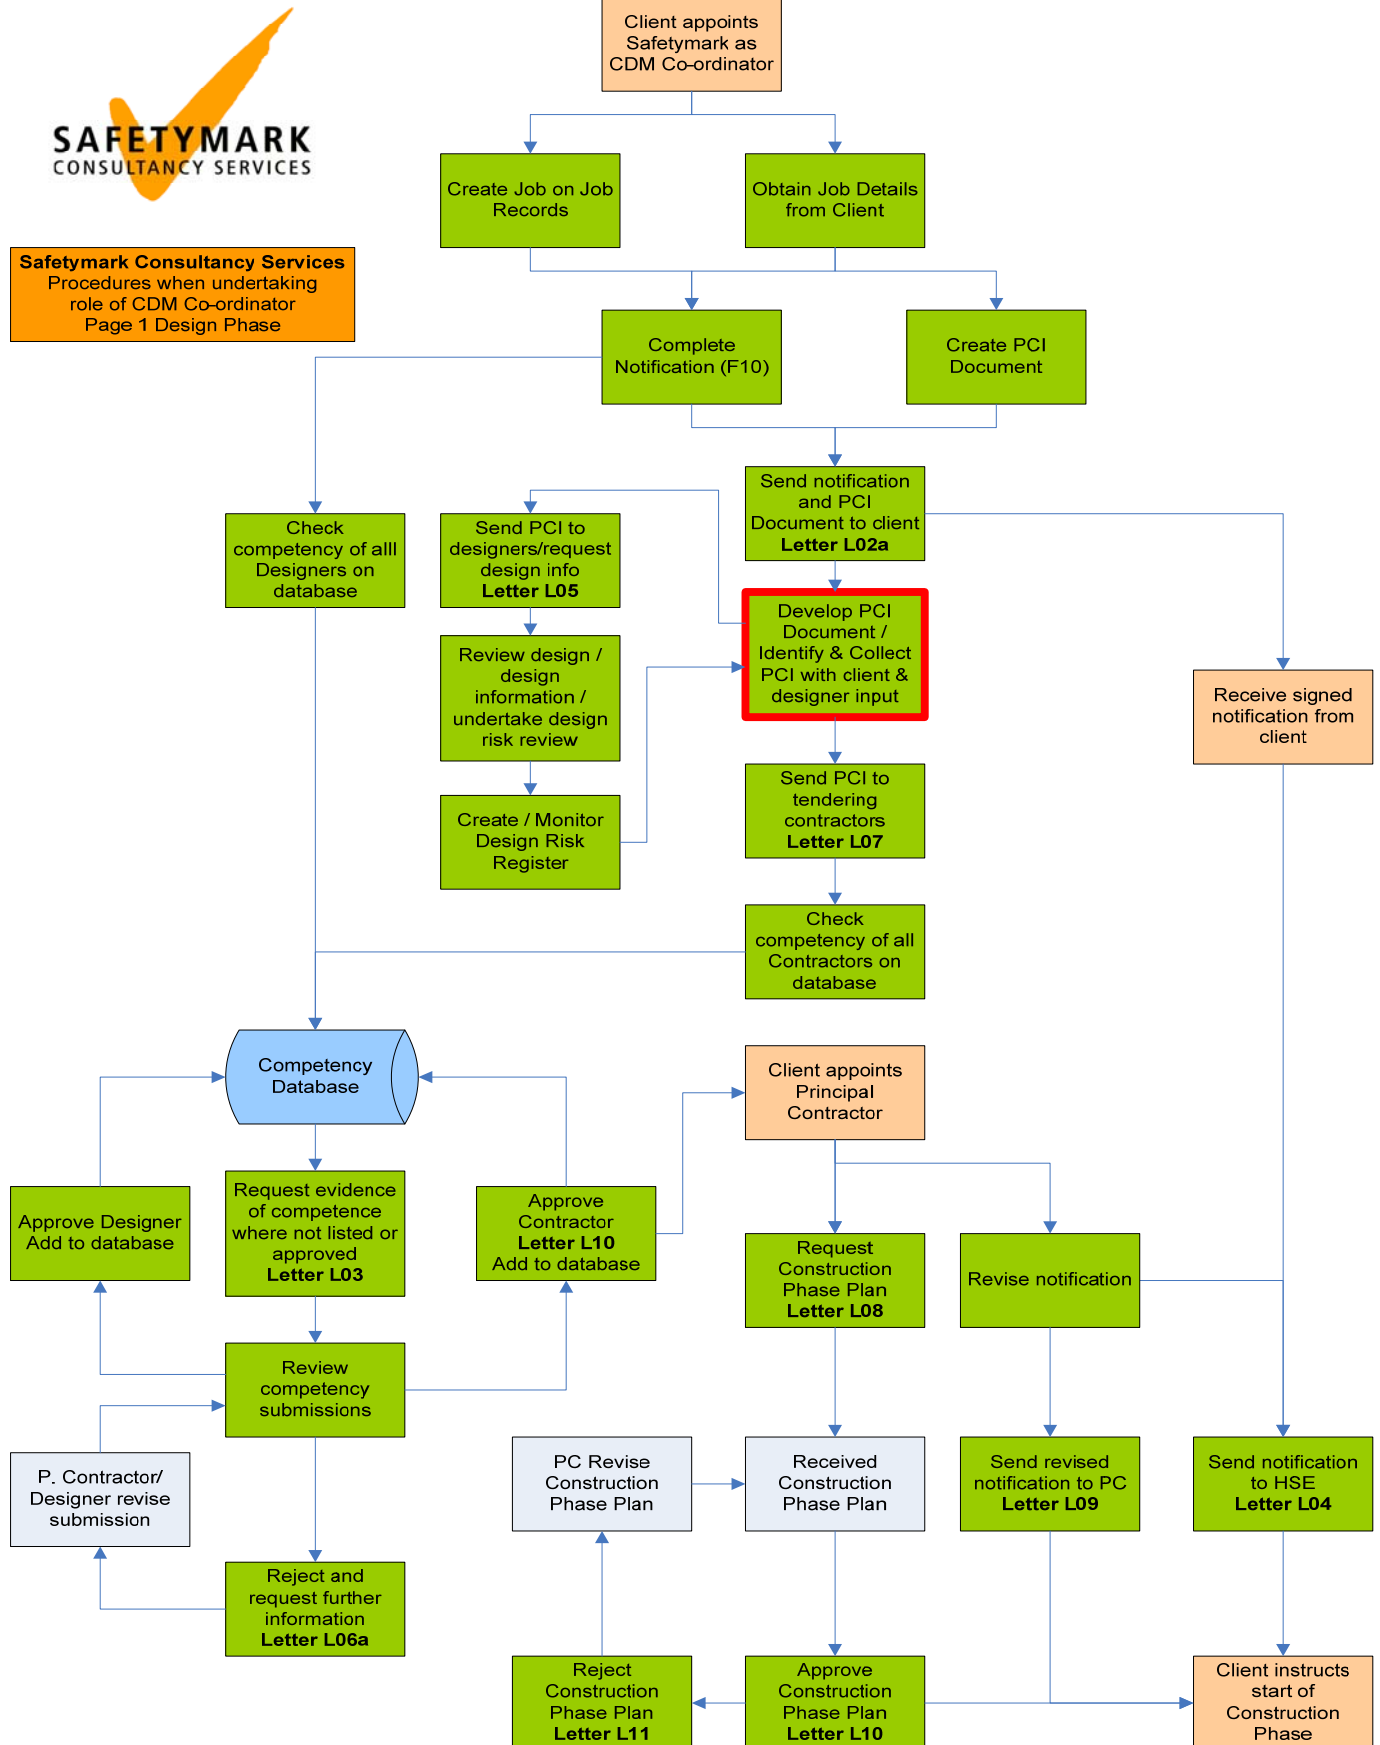 Client appoints
Safetymark as
CDM Co-ordinator
SAFETYMARK
CONSULTANCY SERVICES
Create Job on Job
Records
Obtain Job Details
from Client
Safetymark Consultancy Services
Procedures when undertaking
role of CDM Co-ordinator
Page 1 Design Phase
Complete
Notification (F10)
Create PCI
Document
Send notification
and PCI
Document to client
Letter L02a
Check
competency of alll
Designers on
database
Send PCI to
designers/request
design info
Letter L05
Develop PCI
Document /
Identify & Collect
PCI with client &
designer input
Review design /
design
information /
undertake design
risk review
Receive signed
notification from
client
Send PCI to
tendering
contractors
Letter L07
Create / Monitor
Design Risk
Register
Check
competency of all
Contractors on
database
Competency
Database
Client appoints
Principal
Contractor
Approve Designer
Add to database
Request evidence
of competence
where not listed or
approved
Letter L03
Approve
Contractor
Letter L10
Add to database
Request
Construction
Phase Plan
Letter L08
Revise notification
Review
competency
submissions
P. Contractor/
Designer revise
submission
PC Revise
Construction
Phase Plan
Received
Construction
Phase Plan
Send revised
notification to PC
Letter L09
Send notification
to HSE
Letter L04
Reject and
request further
information
Letter L06a
Reject
Construction
Phase Plan
Letter L11
Approve
Construction
Phase Plan
Letter L10
Client instructs
start of
Construction
Phase